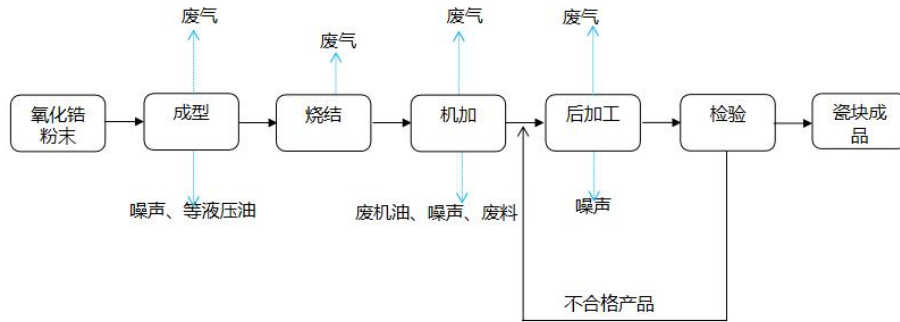 废气
废气
废气
废气
氧化锆
粉末
成型
烧结
机加
后加工
检验
瓷块成
品
噪声、等液压油
废机油、噪声、废料
噪声
不合格产品